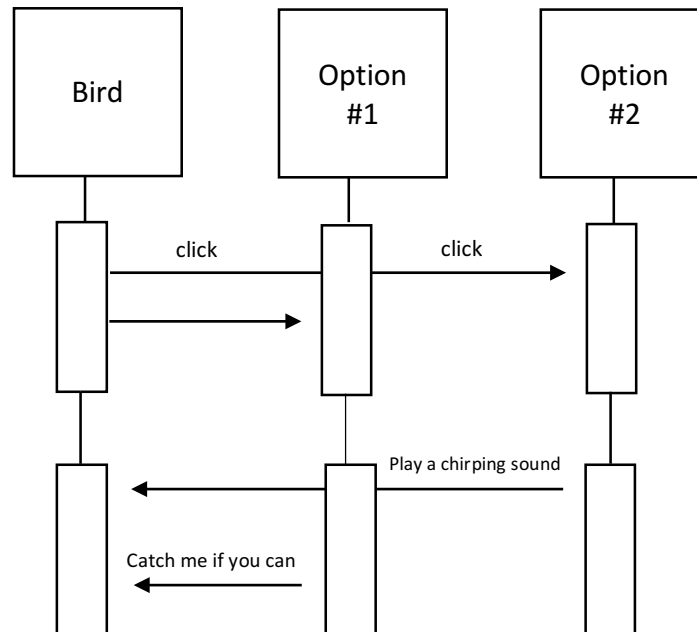 Bird
Option
#1
Option
#2
click
click
Play a chirping sound
Catch me if you can